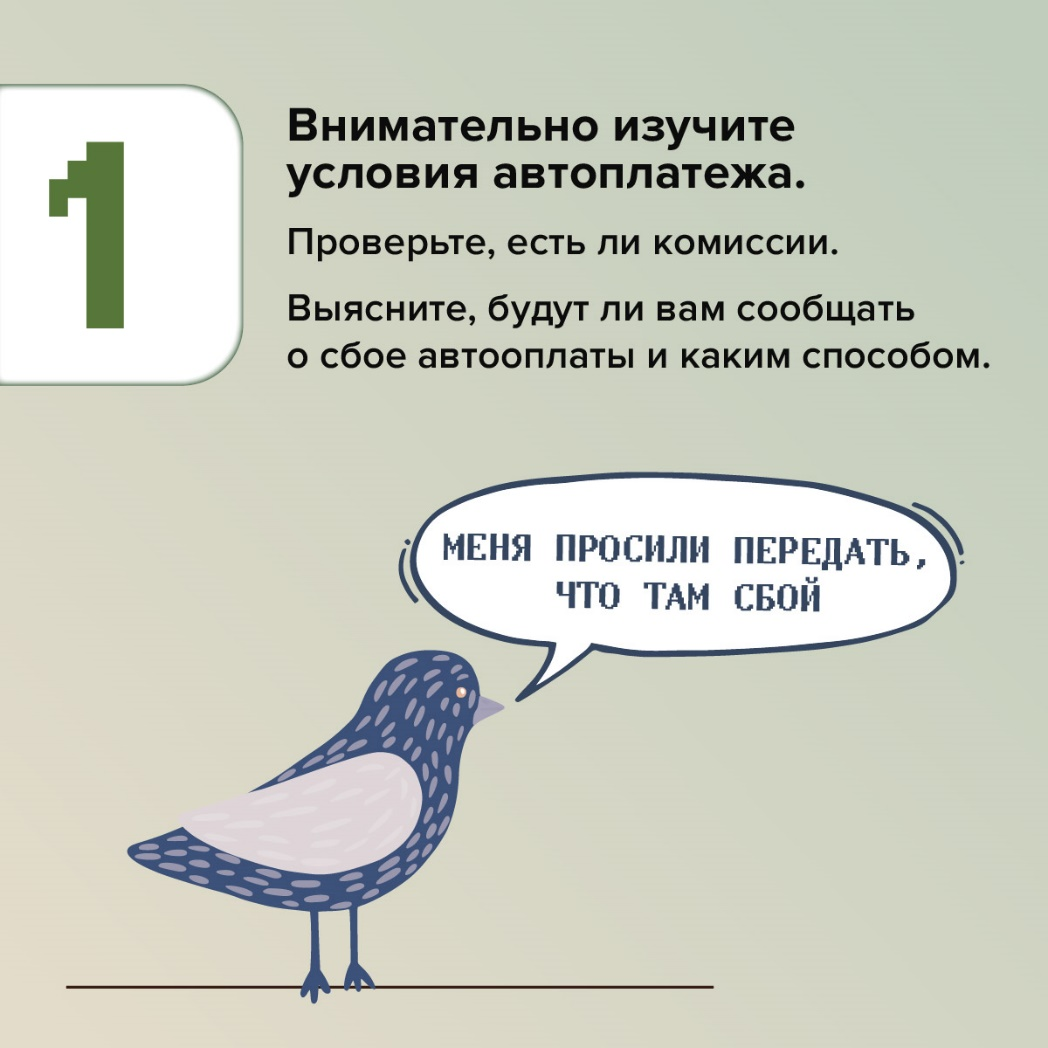 1
Внимательно изучите
условия автоплатежа.
Проверьте, есть ли комиссии.
Выясните, будут ли вам сообщать
о сбое автооплаты и каким способом.
МЕНЯ ПРОСИЛИ ПЕРЕДАТЬ,
ЧТО ТАМ СБОЙ